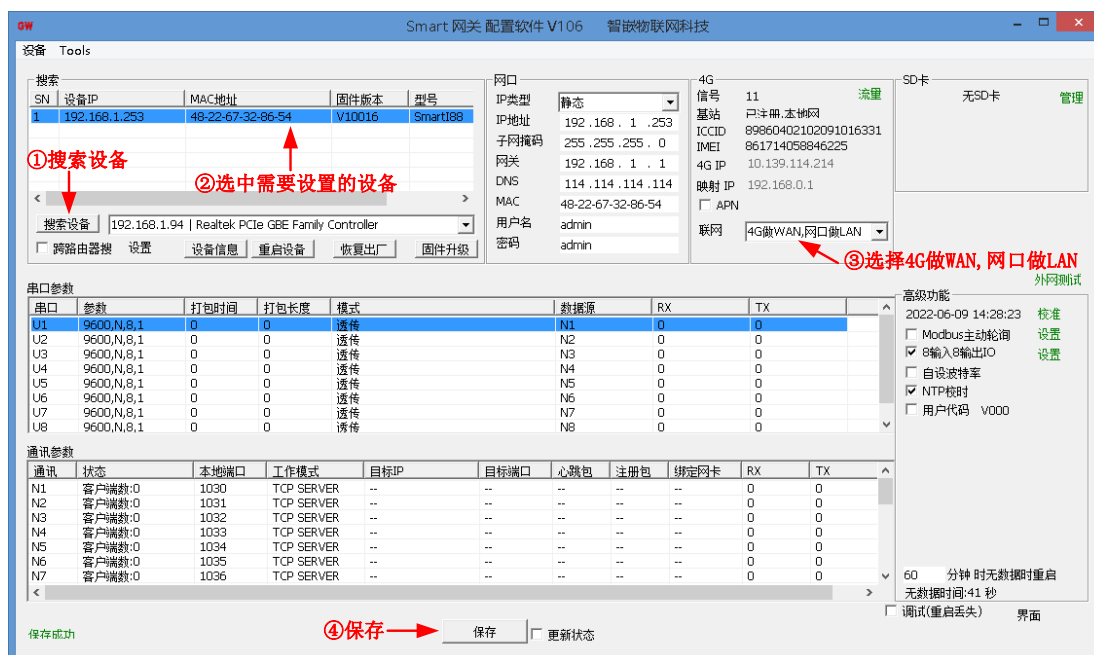 GW Smart 网关 配置软件 V106 智嵌物联网科技
设备 Tools
搜索
SN 设备IP MAC地址 固件版本 型号
1 192.168.1.253 48-22-67-32-86-54 V10016 SmartI88
①搜索设备
②选中需要设置的设备
搜索设备 192.168.1.94 | Realtek PCIe GBE Family Controller
跨路由器搜 设置 设备信息 重启设备 恢复出厂 固件升级
网口
IP类型 静态
IP地址 192 .168 . 1 .253
子网掩码 255 .255 .255 . 0
网关 192 .168 . 1 . 1
DNS 114 .114 .114 .114
MAC 48-22-67-32-86-54
用户名 admin
密码 admin
4G
信号 11 流量
基站 已注册.本地网
ICCID 89860402102091016331
IMEI 861714058846225
4G IP 10.139.114.214
映射 IP 192.168.0.1
APN
联网 4G做WAN,网口做LAN
③选择4G做WAN,网口做LAN
SD卡
无SD卡 管理
外网测试
串口参数
串口 参数 打包时间 打包长度 模式 数据源 RX TX
U1 9600,N,8,1 0 0 透传 N1 0 0
U2 9600,N,8,1 0 0 透传 N2 0 0
U3 9600,N,8,1 0 0 透传 N3 0 0
U4 9600,N,8,1 0 0 透传 N4 0 0
U5 9600,N,8,1 0 0 透传 N5 0 0
U6 9600,N,8,1 0 0 透传 N6 0 0
U7 9600,N,8,1 0 0 透传 N7 0 0
U8 9600,N,8,1 0 0 透传 N8 0 0
高级功能
2022-06-09 14:28:23 校准
Modbus主动轮询 设置
8输入8输出IO 设置
自设波特率
NTP校时
用户代码 V000
通讯参数
通讯 状态 本地端口 工作模式 目标IP 目标端口 心跳包 注册包 绑定网卡 RX TX
N1 客户端数:0 1030 TCP SERVER -- -- -- -- -- 0 0
N2 客户端数:0 1031 TCP SERVER -- -- -- -- -- 0 0
N3 客户端数:0 1032 TCP SERVER -- -- -- -- -- 0 0
N4 客户端数:0 1033 TCP SERVER -- -- -- -- -- 0 0
N5 客户端数:0 1034 TCP SERVER -- -- -- -- -- 0 0
N6 客户端数:0 1035 TCP SERVER -- -- -- -- -- 0 0
N7 客户端数:0 1036 TCP SERVER -- -- -- -- -- 0 0
60 分钟 时无数据时重启
无数据时间:41 秒
调试(重启丢失) 界面
保存成功 ④保存 保存 更新状态